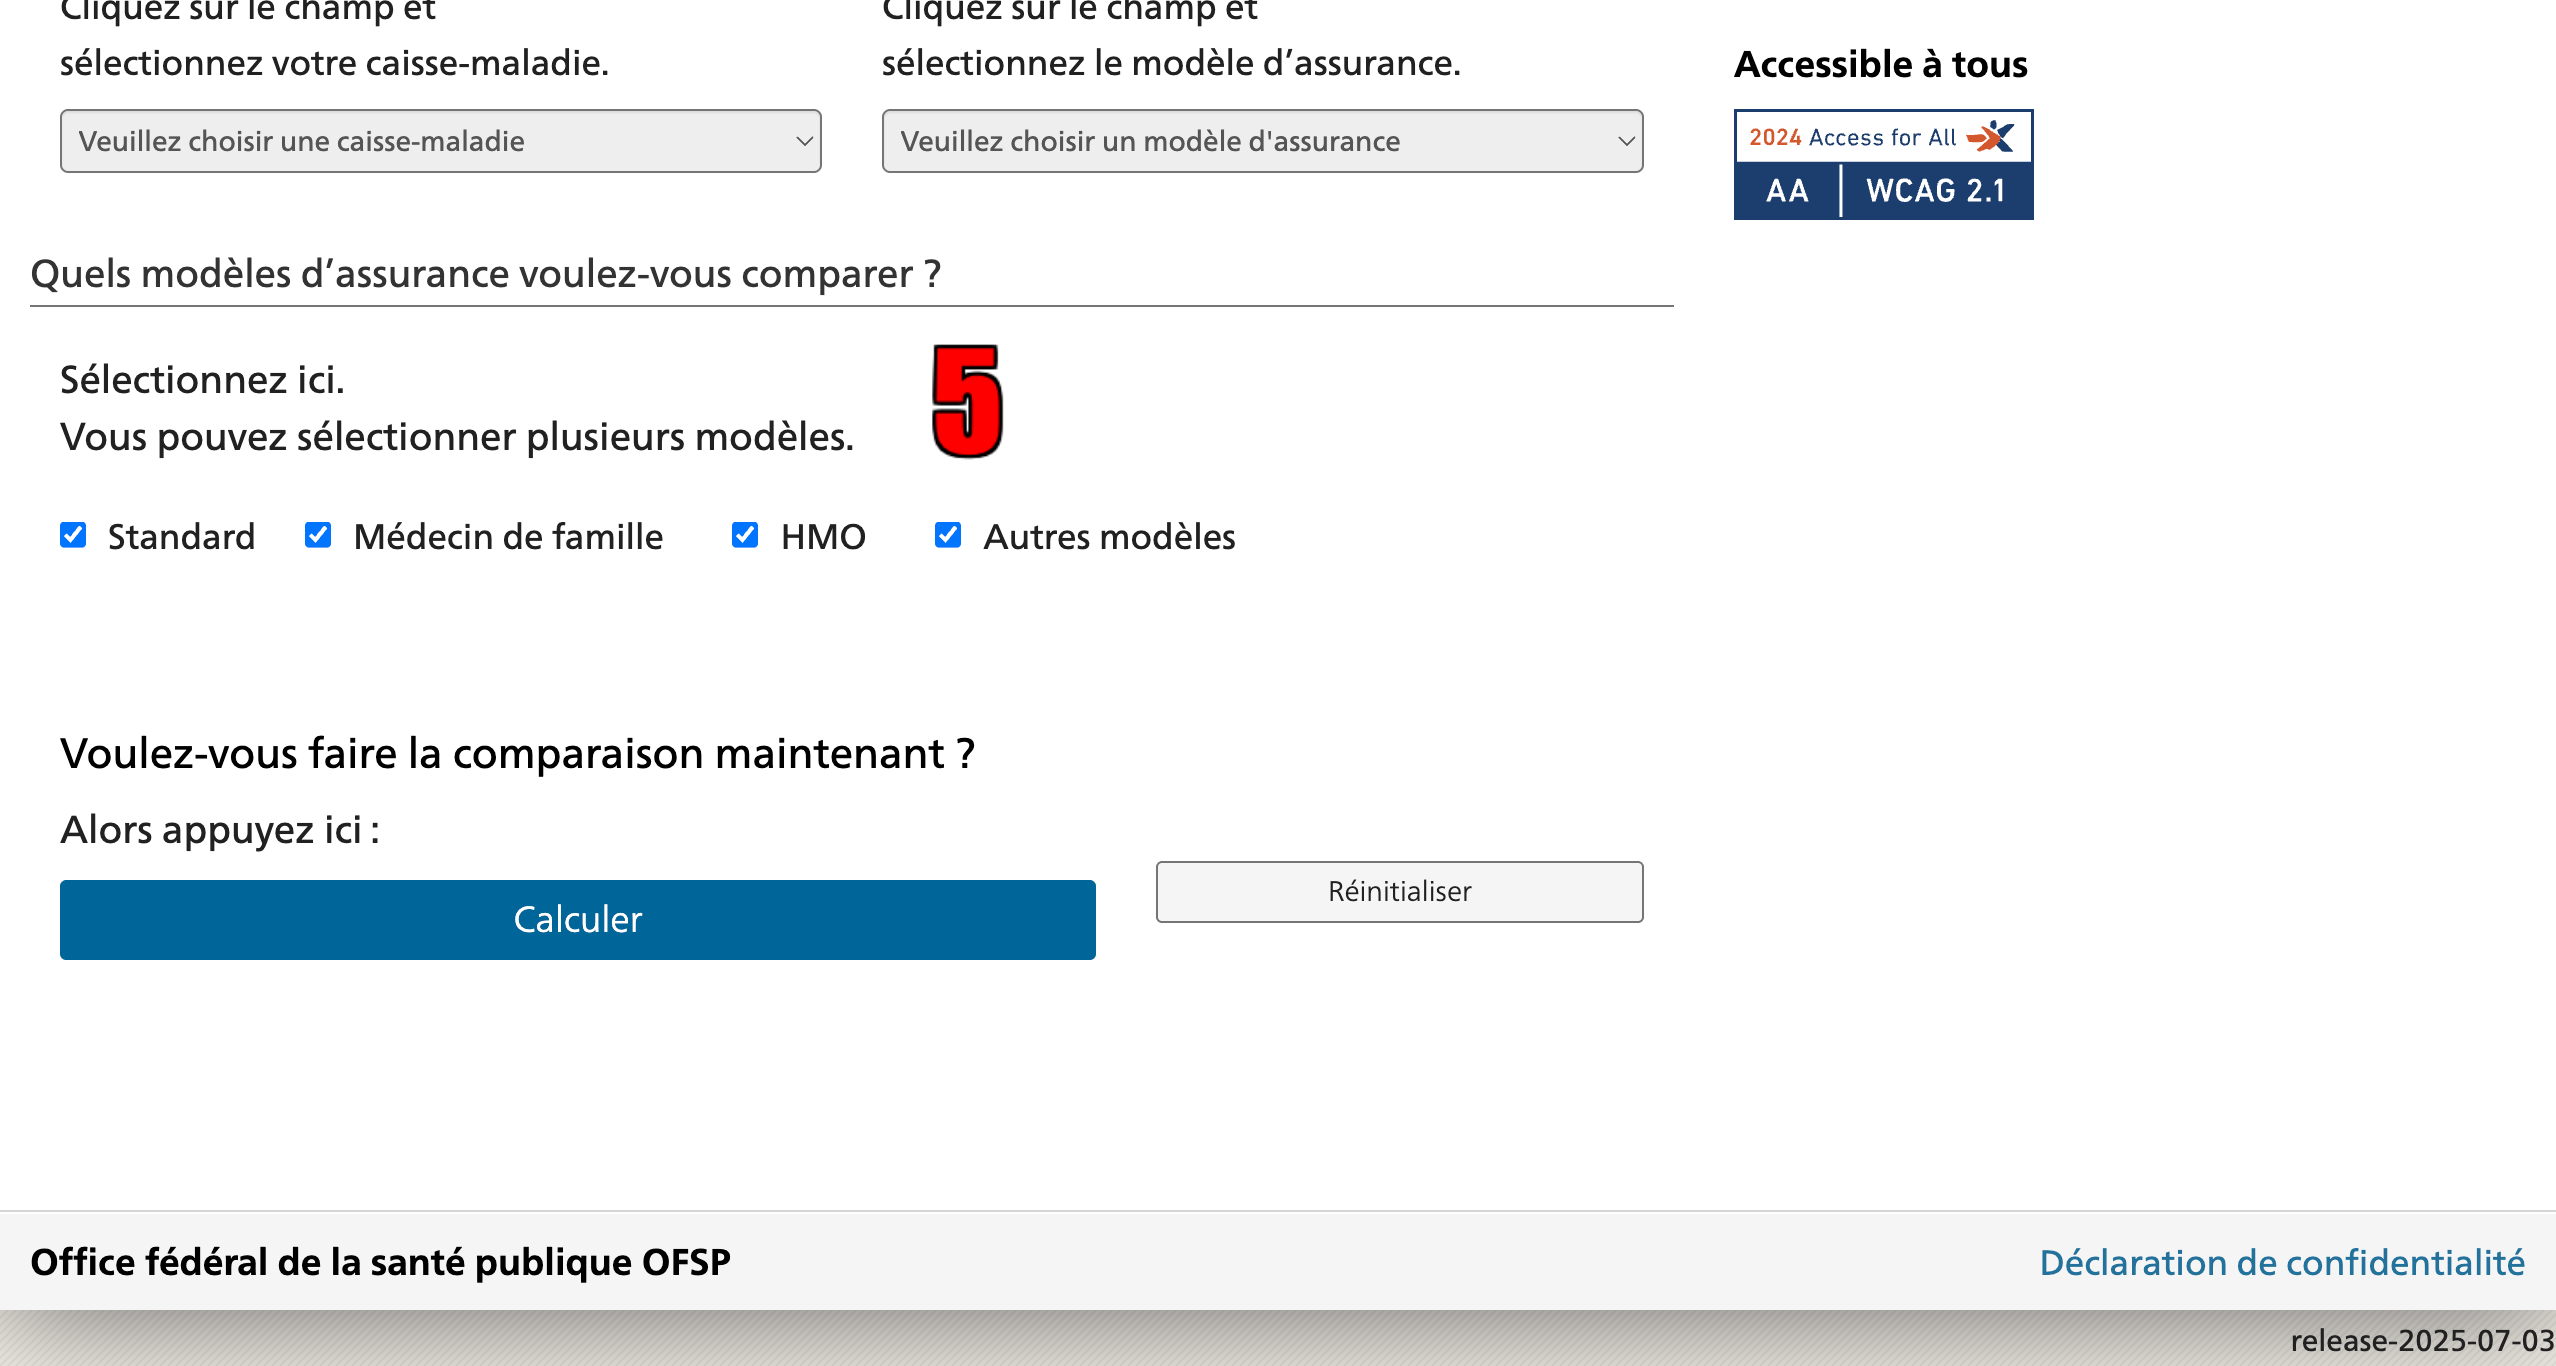 Cliquez sur le champ et
sélectionnez votre caisse-maladie.
Veuillez choisir une caisse-maladie
Cliquez sur le champ et
sélectionnez le modèle d’assurance.
Veuillez choisir un modèle d'assurance
Accessible à tous
2024 Access for All
AA WCAG 2.1
Quels modèles d’assurance voulez-vous comparer ?
Sélectionnez ici.
Vous pouvez sélectionner plusieurs modèles.
5
Standard Médecin de famille HMO Autres modèles
Voulez-vous faire la comparaison maintenant ?
Alors appuyez ici :
Calculer
Réinitialiser
Office fédéral de la santé publique OFSP
Déclaration de confidentialité
release-2025-07-03